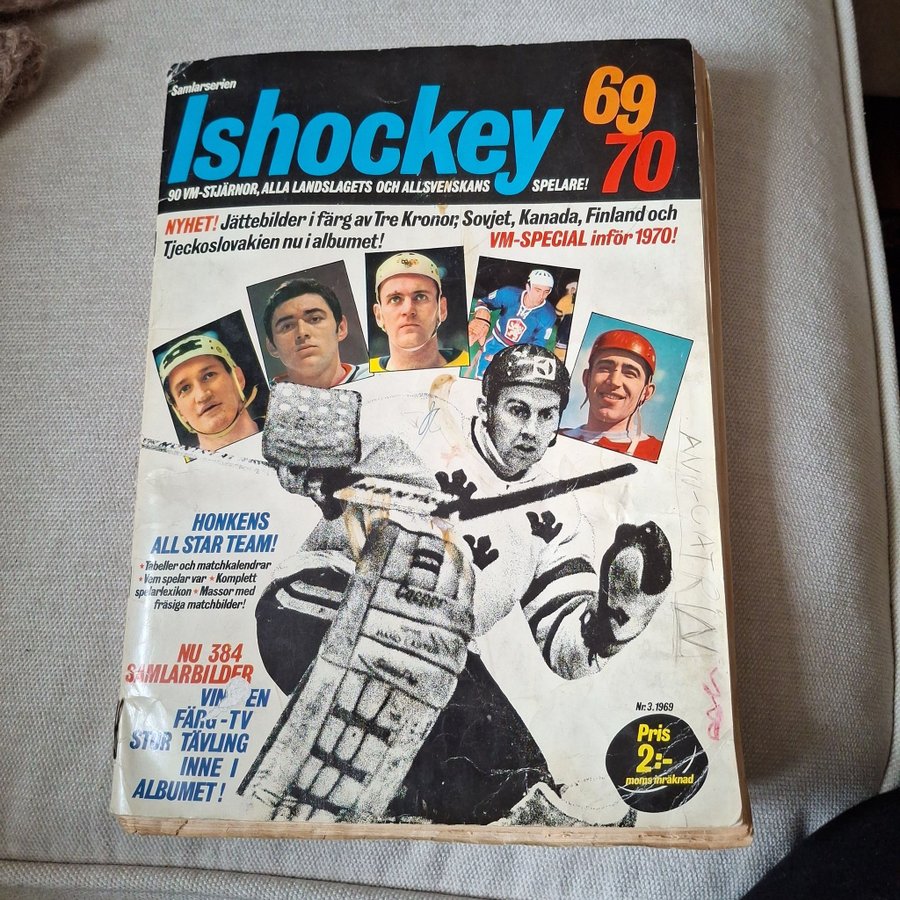 Samlarserien
Ishockey
69
70
90 VM-STJÄRNOR, ALLA LANDSLAGETS OCH ALLSVENSKANS SPELARE!
NYHET! Jättebilder i färg av Tre Kronor, Sovjet, Kanada, Finland och
Tjeckoslovakien nu i albumet! VM-SPECIAL inför 1970!
HONKENS
ALL STAR TEAM!
★ Tabeller och matchkalendrar
★ Vem spelar var ★ Komplett
spelarlexikon ★ Massor med
fräsiga matchbilder!
NU 384
SAMLARBILDER
VIN EN
FÄRG-TV
STOR TÄVLING
INNE I
ALBUMET!
Cooper
Nr. 3. 1969
Pris
2:-
moms inräknad